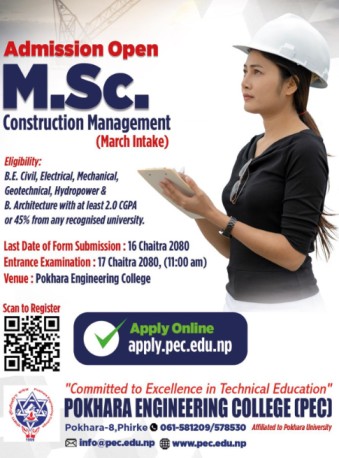 Admission Open
M.Sc.
Construction Management
(March Intake)
Eligibility:
B.E. Civil, Electrical, Mechanical,
Geotechnical, Hydropower &
B. Architecture with at least 2.0 CGPA
or 45% from any recognised university.
Last Date of Form Submission : 16 Chaitra 2080
Entrance Examination : 17 Chaitra 2080, (11:00 am)
Venue : Pokhara Engineering College
Scan to Register
Apply Online
apply.pec.edu.np
"Committed to Excellence in Technical Education"
POKHARA ENGINEERING COLLEGE (PEC)
Pokhara-8,Phirke 061-581209/578530 Affiliated to Pokhara University
info@pec.edu.np www.pec.edu.np